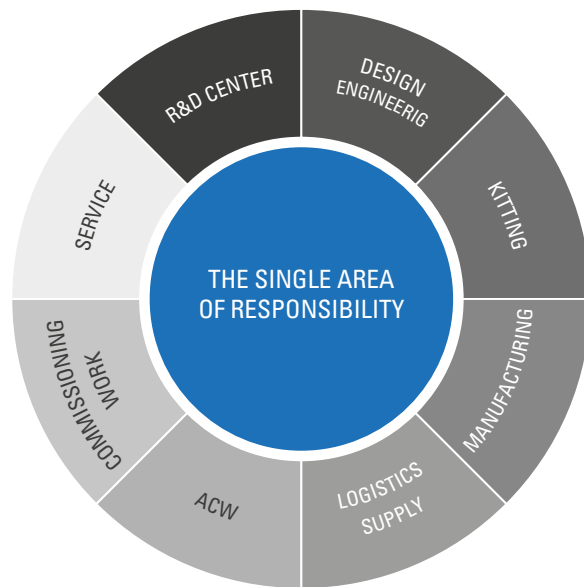 R&D CENTER
DESIGN
ENGINEERIG
KITTING
MANUFACTURING
LOGISTICS
SUPPLY
ACW
COMMISSIONING
WORK
SERVICE
THE SINGLE AREA
OF RESPONSIBILITY